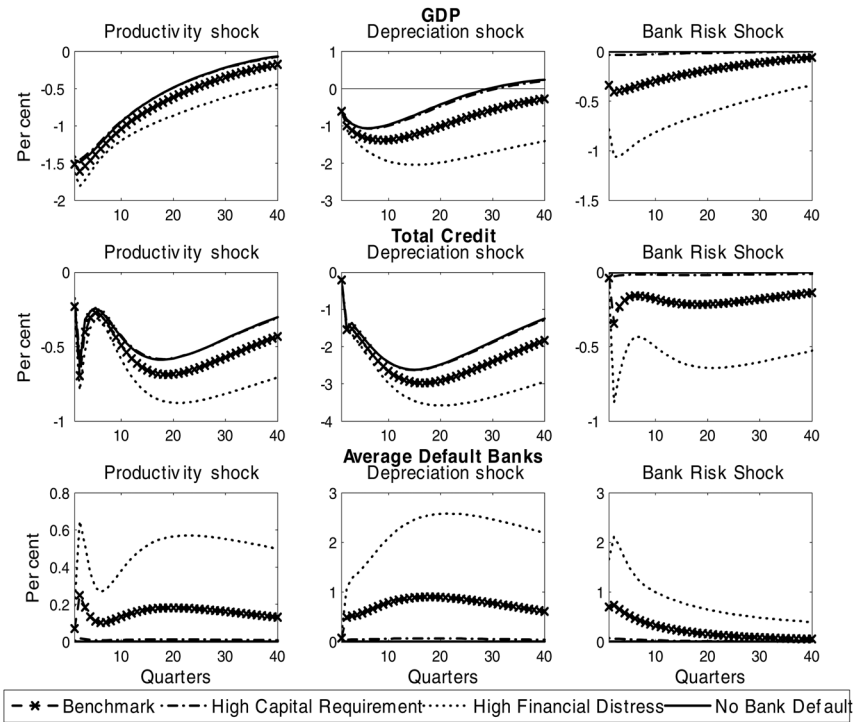 GDP
Productivity shock Depreciation shock Bank Risk Shock
Per cent
0 -0.5 -1 -1.5 -2
1 0 -1 -2 -3
0 -0.5 -1 -1.5
10 20 30 40 10 20 30 40 10 20 30 40
Total Credit
Productivity shock Depreciation shock Bank Risk Shock
Per cent
0 -0.5 -1
0 -1 -2 -3 -4
0 -0.5 -1
10 20 30 40 10 20 30 40 10 20 30 40
Average Default Banks
Productivity shock Depreciation shock Bank Risk Shock
Per cent
0.8 0.6 0.4 0.2 0
3 2 1 0
3 2 1 0
10 20 30 40 10 20 30 40 10 20 30 40
Quarters Quarters Quarters
Benchmark High Capital Requirement High Financial Distress No Bank Default